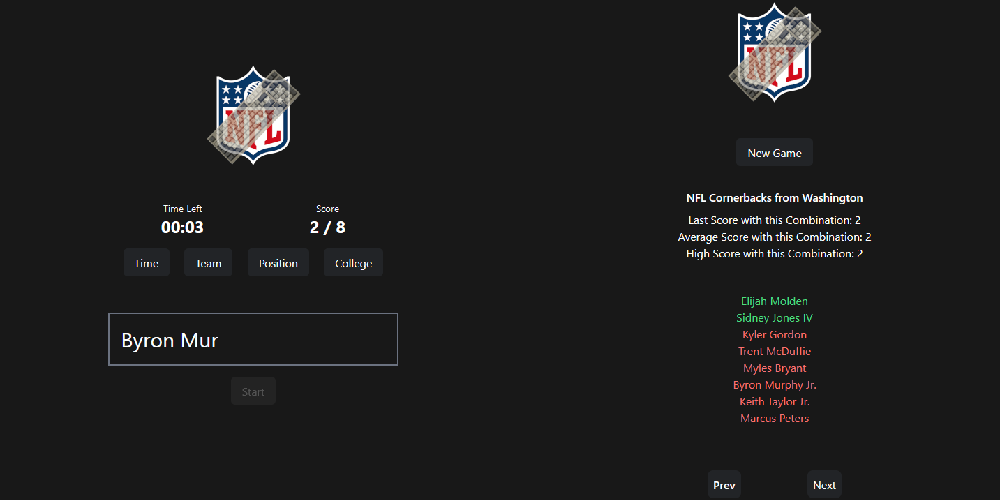 NFL
Time Left
Score
00:03
2 / 8
Time
Team
Position
College
Byron Mur
Start
NFL
New Game
NFL Cornerbacks from Washington
Last Score with this Combination: 2
Average Score with this Combination: 2
High Score with this Combination: 2
Elijah Molden
Sidney Jones IV
Kyler Gordon
Trent McDuffie
Myles Bryant
Byron Murphy Jr.
Keith Taylor Jr.
Marcus Peters
Prev
Next